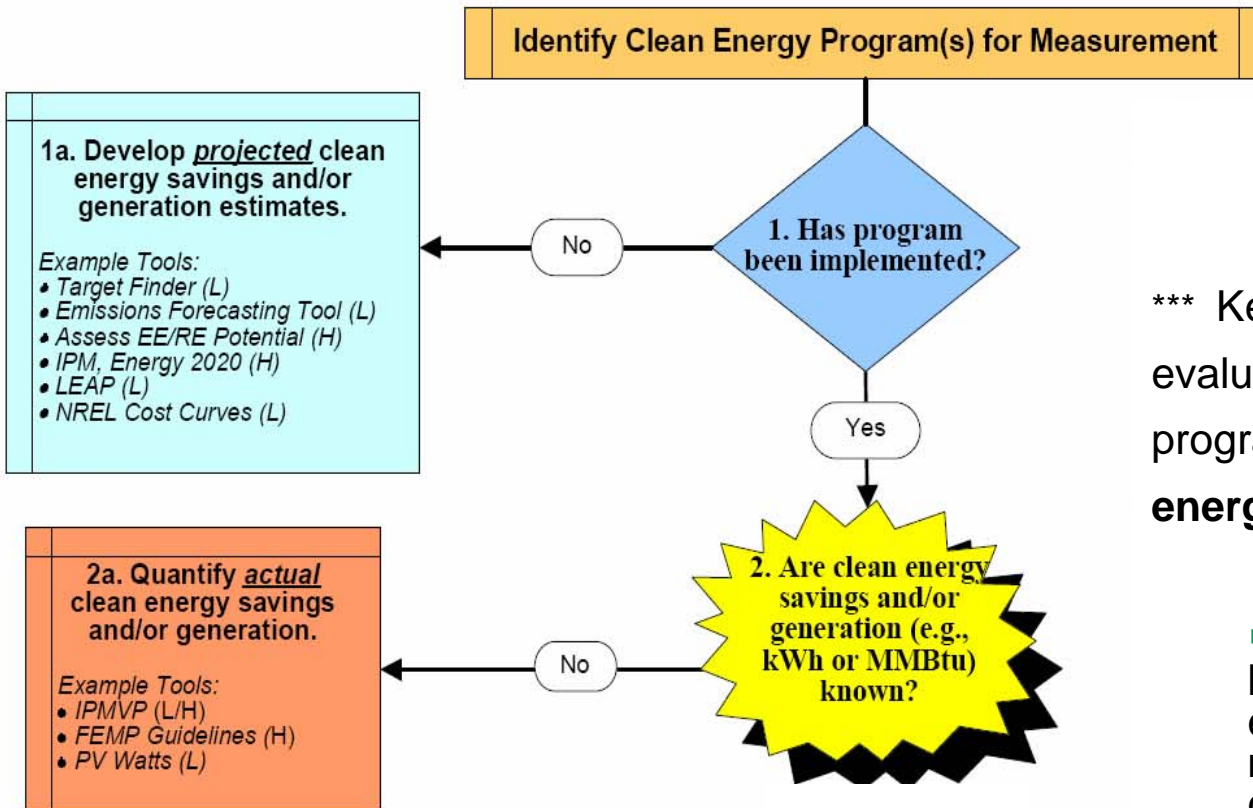 Identify Clean Energy Program(s) for Measurement
1a. Develop projected clean
energy savings and/or
generation estimates.
Example Tools:
• Target Finder (L)
• Emissions Forecasting Tool (L)
• Assess EE/RE Potential (H)
• IPM, Energy 2020 (H)
• LEAP (L)
• NREL Cost Curves (L)
No
1. Has program
been implemented?
Yes
2a. Quantify actual
clean energy savings
and/or generation.
Example Tools:
• IPMVP (L/H)
• FEMP Guidelines (H)
• PV Watts (L)
No
2. Are clean energy
savings and/or
generation (e.g.,
kWh or MMBtu)
known?
*** Ke
evalu
progra
energ